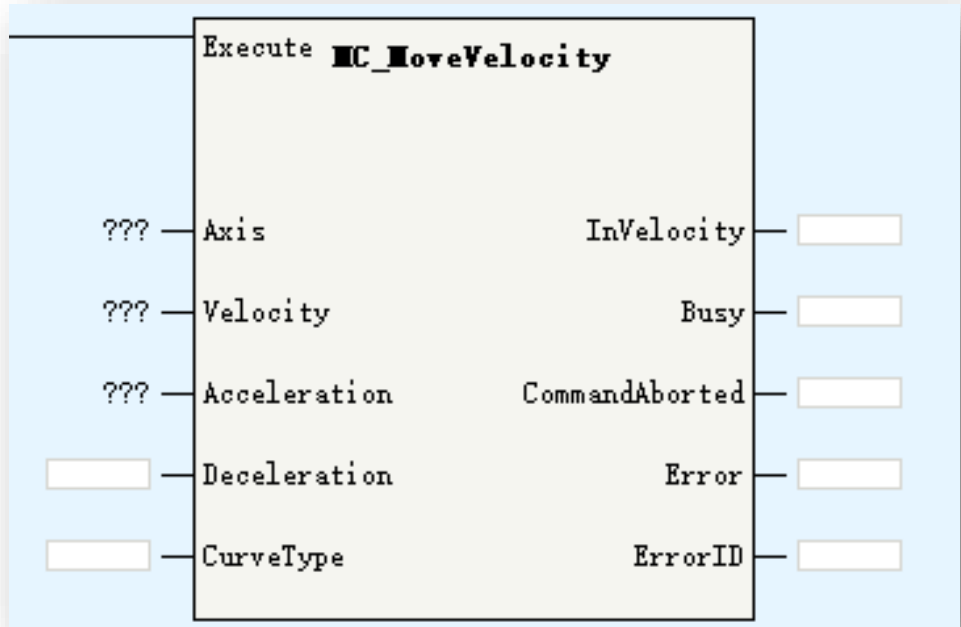 Execute MC_MoveVelocity
??? Axis InVelocity
??? Velocity Busy
??? Acceleration CommandAborted
Deceleration Error
CurveType ErrorID